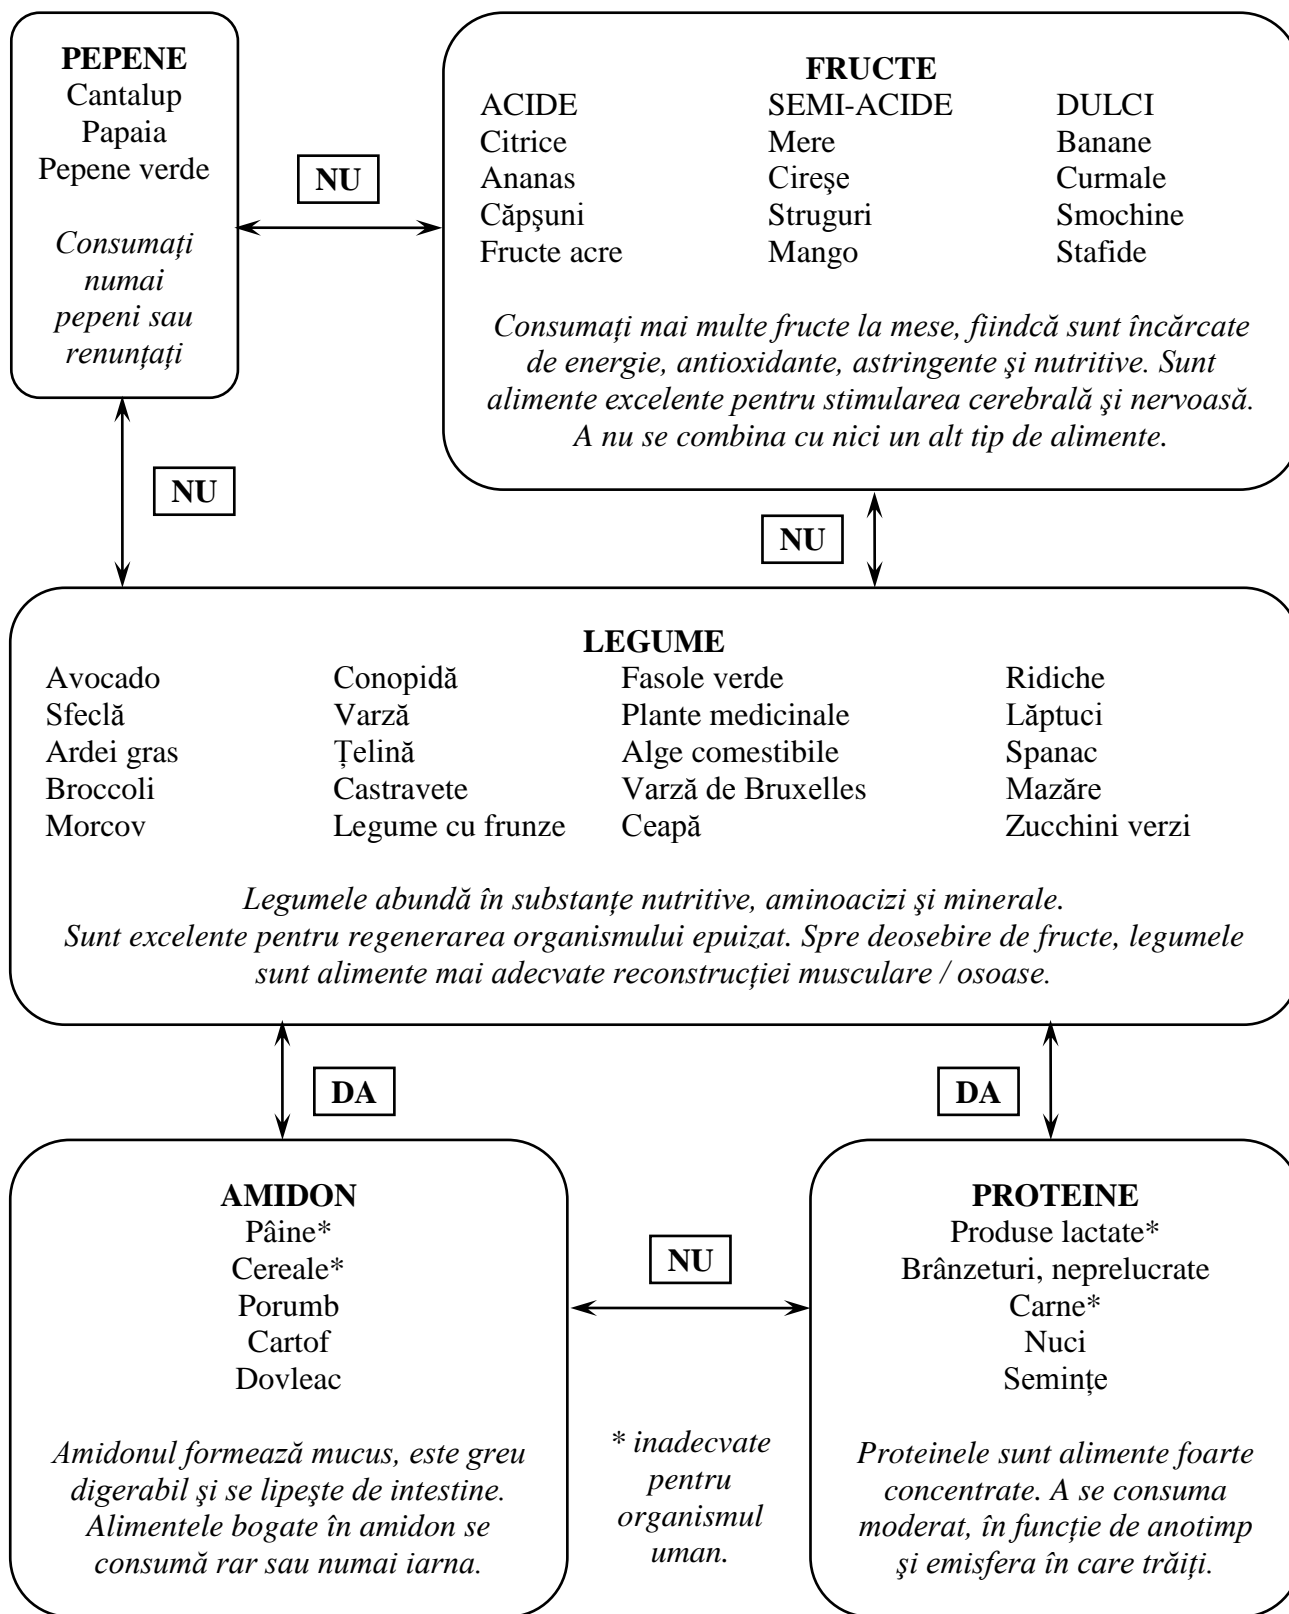 PEPENE
Cantalup
Papaia
Pepene verde
Consumați
numai
pepeni sau
renunțați
NU
FRUCTE
ACIDE SEMI-ACIDE DULCI
Citrice Mere Banane
Ananas Cireşe Curmale
Căpşuni Struguri Smochine
Fructe acre Mango Stafide
Consumați mai multe fructe la mese, fiindcă sunt încărcate
de energie, antioxidante, astringente şi nutritive. Sunt
alimente excelente pentru stimularea cerebrală şi nervoasă.
A nu se combina cu nici un alt tip de alimente.
NU
NU
LEGUME
Avocado Conopidă Fasole verde Ridiche
Sfeclă Varză Plante medicinale Lăptuci
Ardei gras Țelină Alge comestibile Spanac
Broccoli Castravete Varză de Bruxelles Mazăre
Morcov Legume cu frunze Ceapă Zucchini verzi
Legumele abundă în substanțe nutritive, aminoacizi şi minerale.
Sunt excelente pentru regenerarea organismului epuizat. Spre deosebire de fructe, legumele
sunt alimente mai adecvate reconstrucției musculare / osoase.
DA
DA
AMIDON
Pâine*
Cereale*
Porumb
Cartof
Dovleac
Amidonul formează mucus, este greu
digerabil şi se lipeşte de intestine.
Alimentele bogate în amidon se
consumă rar sau numai iarna.
NU
* inadecvate
pentru
organismul
uman.
PROTEINE
Produse lactate*
Brânzeturi, neprelucrate
Carne*
Nuci
Semințe
Proteinele sunt alimente foarte
concentrate. A se consuma
moderat, în funcție de anotimp
şi emisfera în care trăiți.